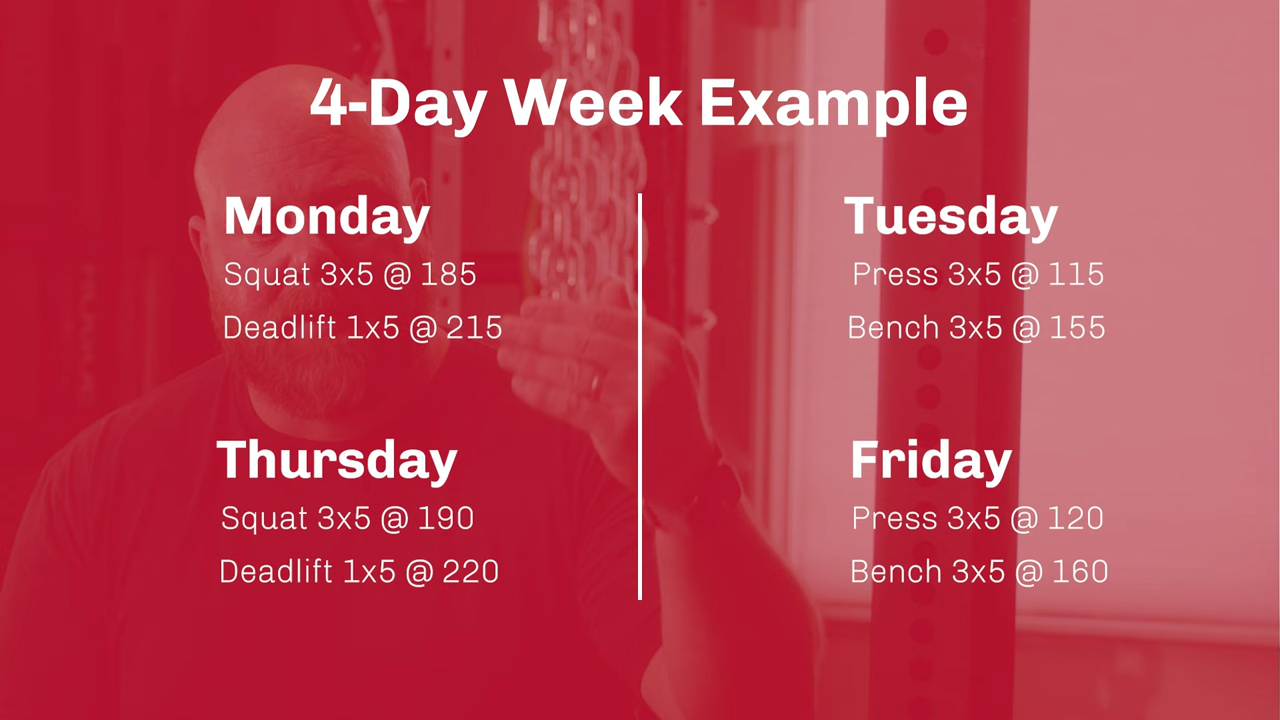 4-Day Week Example
Monday
Squat 3x5 @ 185
Deadlift 1x5 @ 215
Tuesday
Press 3x5 @ 115
Bench 3x5 @ 155
Thursday
Squat 3x5 @ 190
Deadlift 1x5 @ 220
Friday
Press 3x5 @ 120
Bench 3x5 @ 160